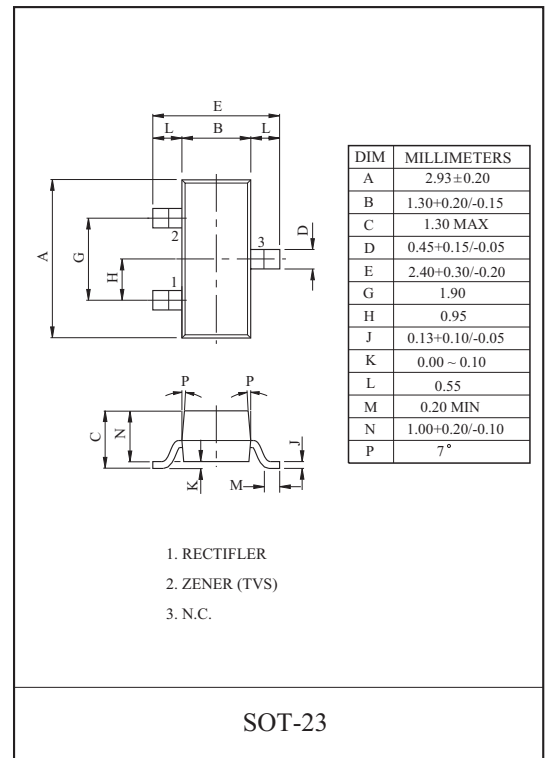 E
L B L
A
G
H
2
1
3
D
P P
C
N
K
M
J
DIM MILLIMETERS
A 2.93±0.20
B 1.30+0.20/-0.15
C 1.30 MAX
D 0.45+0.15/-0.05
E 2.40+0.30/-0.20
G 1.90
H 0.95
J 0.13+0.10/-0.05
K 0.00 ~ 0.10
L 0.55
M 0.20 MIN
N 1.00+0.20/-0.10
P 7°
1. RECTIFLER
2. ZENER (TVS)
3. N.C.
SOT-23